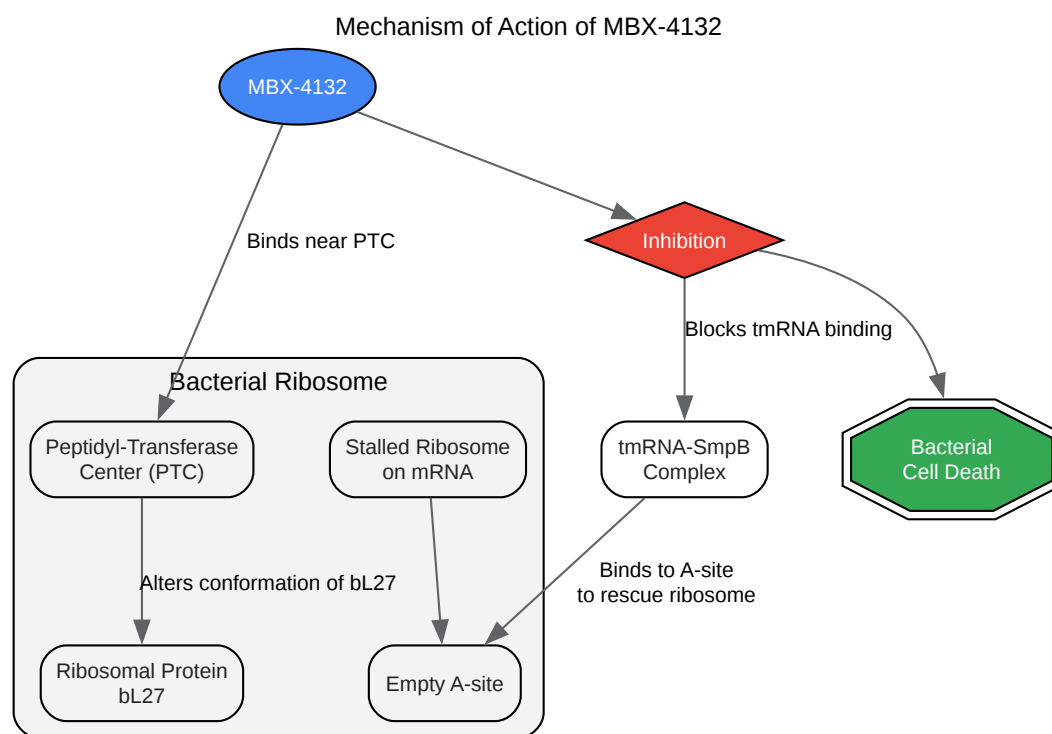 Mechanism of Action of MBX-4132
MBX-4132
Inhibition
Binds near PTC
Blocks tmRNA binding
Bacterial Ribosome
Peptidyl-Transferase
Center (PTC)
Stalled Ribosome
on mRNA
tmRNA-SmpB
Complex
Bacterial
Cell Death
Alters conformation of bL27
Binds to A-site
to rescue ribosome
Ribosomal Protein
bL27
Empty A-site